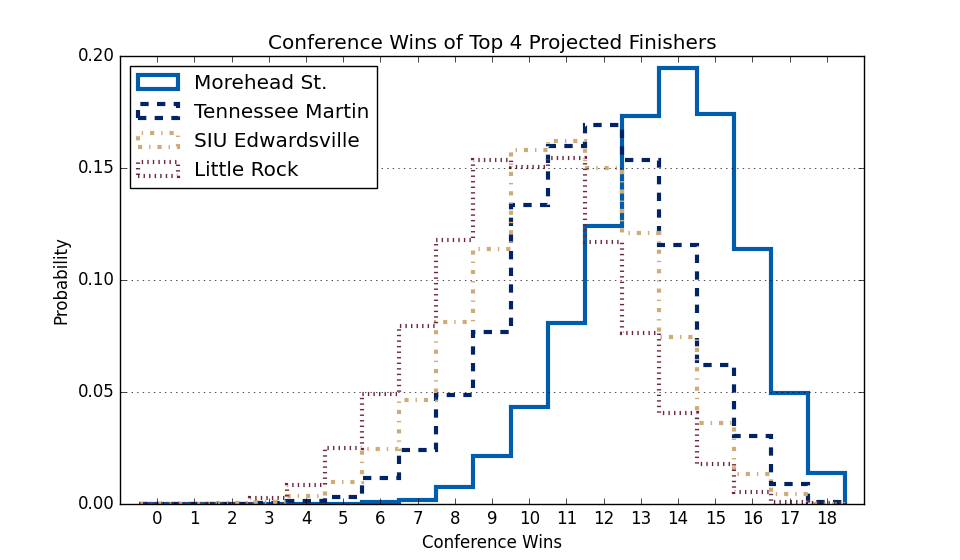 Conference Wins of Top 4 Projected Finishers
0.20
0.15
0.10
0.05
0.00
Probability
Morehead St.
Tennessee Martin
SIU Edwardsville
Little Rock
0 1 2 3 4 5 6 7 8 9 10 11 12 13 14 15 16 17 18
Conference Wins